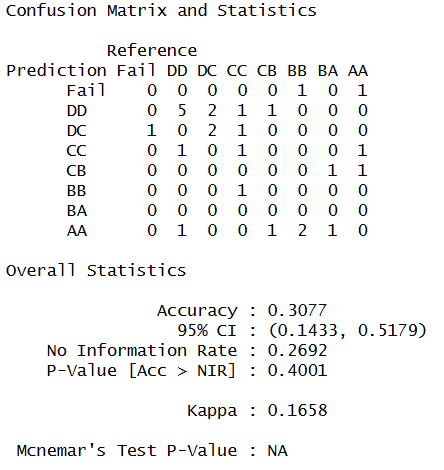 Confusion Matrix and Statistics
Reference
Prediction Fail DD DC CC CB BB BA AA
Fail 0 0 0 0 0 1 0 1
DD 0 5 2 1 1 0 0 0
DC 1 0 2 1 0 0 0 0
CC 0 1 0 1 0 0 0 1
CB 0 0 0 0 0 0 1 1
BB 0 0 0 1 0 0 0 0
BA 0 0 0 0 0 0 0 0
AA 0 1 0 0 1 2 1 0
Overall Statistics
Accuracy : 0.3077
95% CI : (0.1433, 0.5179)
No Information Rate : 0.2692
P-Value [Acc > NIR] : 0.4001
Kappa : 0.1658
Mcnemar's Test P-Value : NA